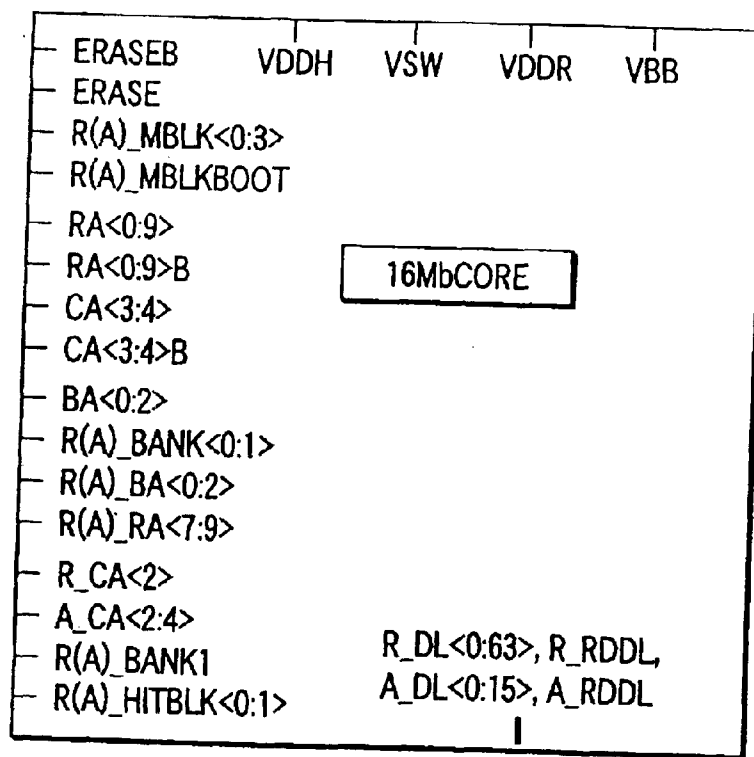 ERASEB VDDH VSW VDDR VBB
ERASE
R(A)_MBLK<0:3>
R(A)_MBLKBOOT
RA<0:9>
RA<0:9>B
16MbCORE
CA<3:4>
CA<3:4>B
BA<0:2>
R(A)_BANK<0:1>
R(A)_BA<0:2>
R(A)_RA<7:9>
R_CA<2>
A_CA<2:4>
R(A)_BANK1 R_DL<0:63>, R_RDDL,
R(A)_HITBLK<0:1> A_DL<0:15>, A_RDDL